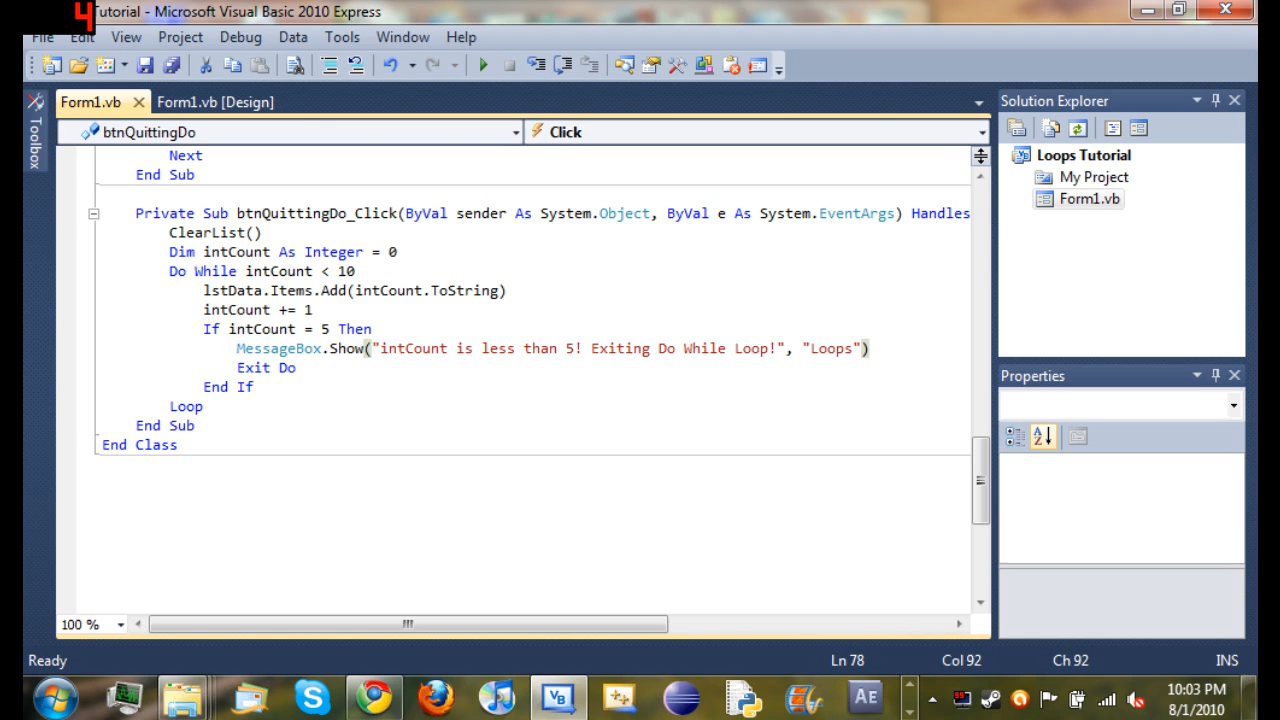 4
Tutorial - Microsoft Visual Basic 2010 Express
File Edit View Project Debug Data Tools Window Help
Form1.vb Form1.vb [Design]
Toolbox
btnQuittingDo Click
Next
End Sub
Private Sub btnQuittingDo_Click(ByVal sender As System.Object, ByVal e As System.EventArgs) Handles
ClearList()
Dim intCount As Integer = 0
Do While intCount < 10
lstData.Items.Add(intCount.ToString)
intCount += 1
If intCount = 5 Then
MessageBox.Show("intCount is less than 5! Exiting Do While Loop!", "Loops")
Exit Do
End If
Loop
End Sub
End Class
100 %
Solution Explorer
Loops Tutorial
My Project
Form1.vb
Properties
Ready Ln 78 Col 92 Ch 92 INS
VB
AE
10:03 PM
8/1/2010